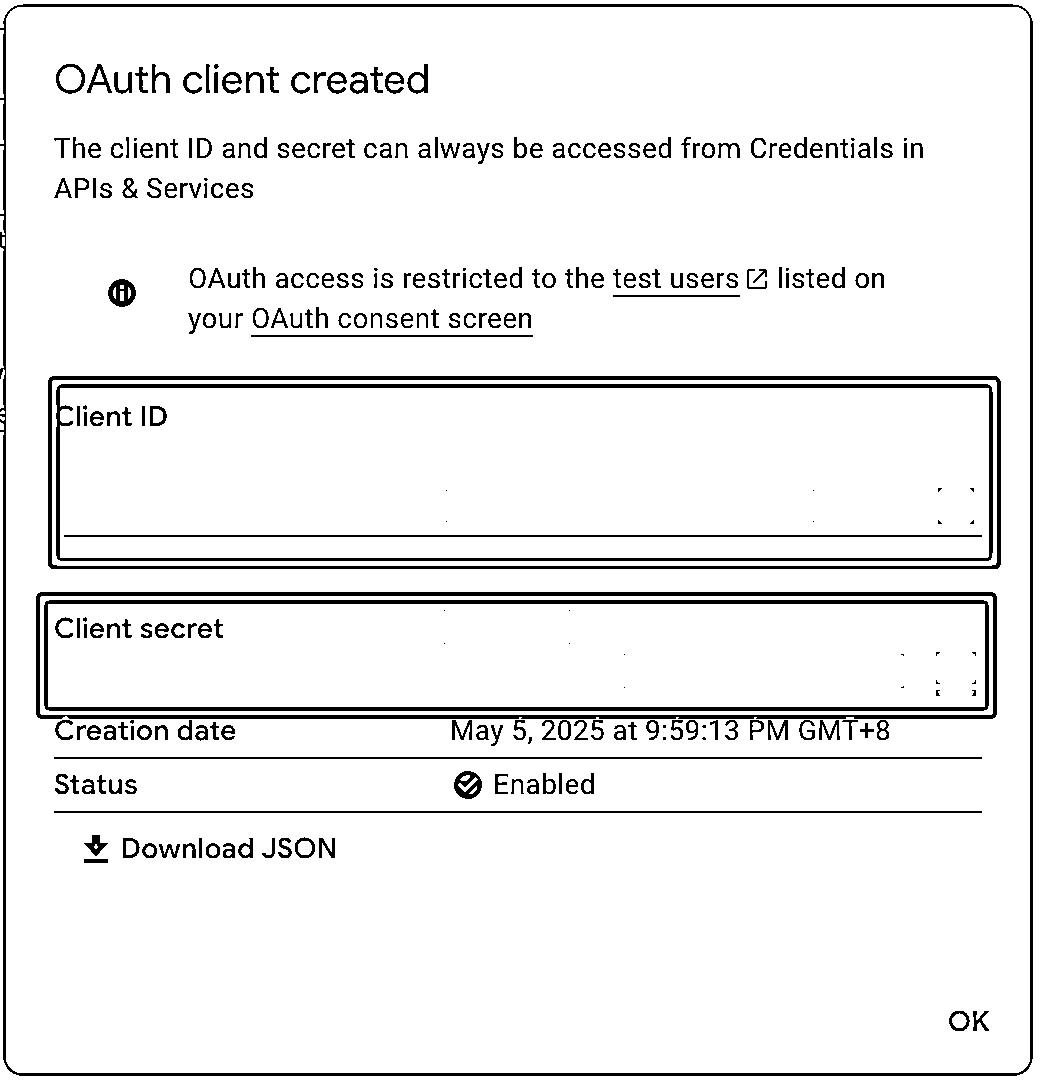 OAuth client created
The client ID and secret can always be accessed from Credentials in
APIs & Services
OAuth access is restricted to the test users listed on
your OAuth consent screen
Client ID
Client secret
Creation date May 5, 2025 at 9:59:13 PM GMT+8
Status Enabled
Download JSON
OK